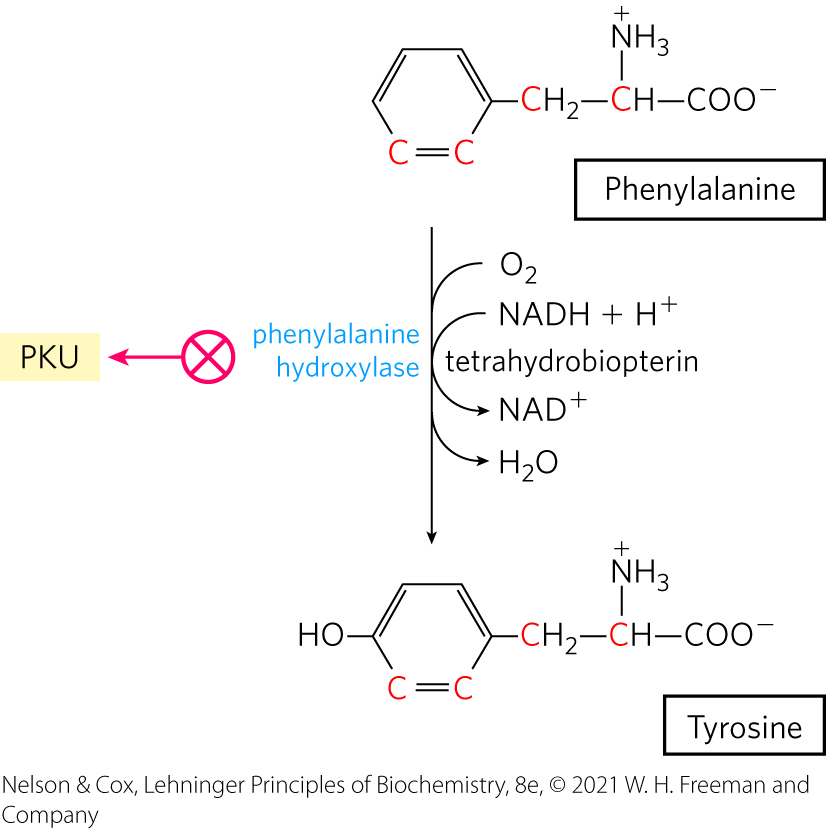 +
NH₃
CH₂—CH—COO⁻
C=C
Phenylalanine
O₂
NADH + H⁺
phenylalanine
hydroxylase
tetrahydrobiopterin
PKU
NAD⁺
H₂O
+
NH₃
HO
CH₂—CH—COO⁻
C=C
Tyrosine
Nelson & Cox, Lehninger Principles of Biochemistry, 8e, © 2021 W. H. Freeman and
Company